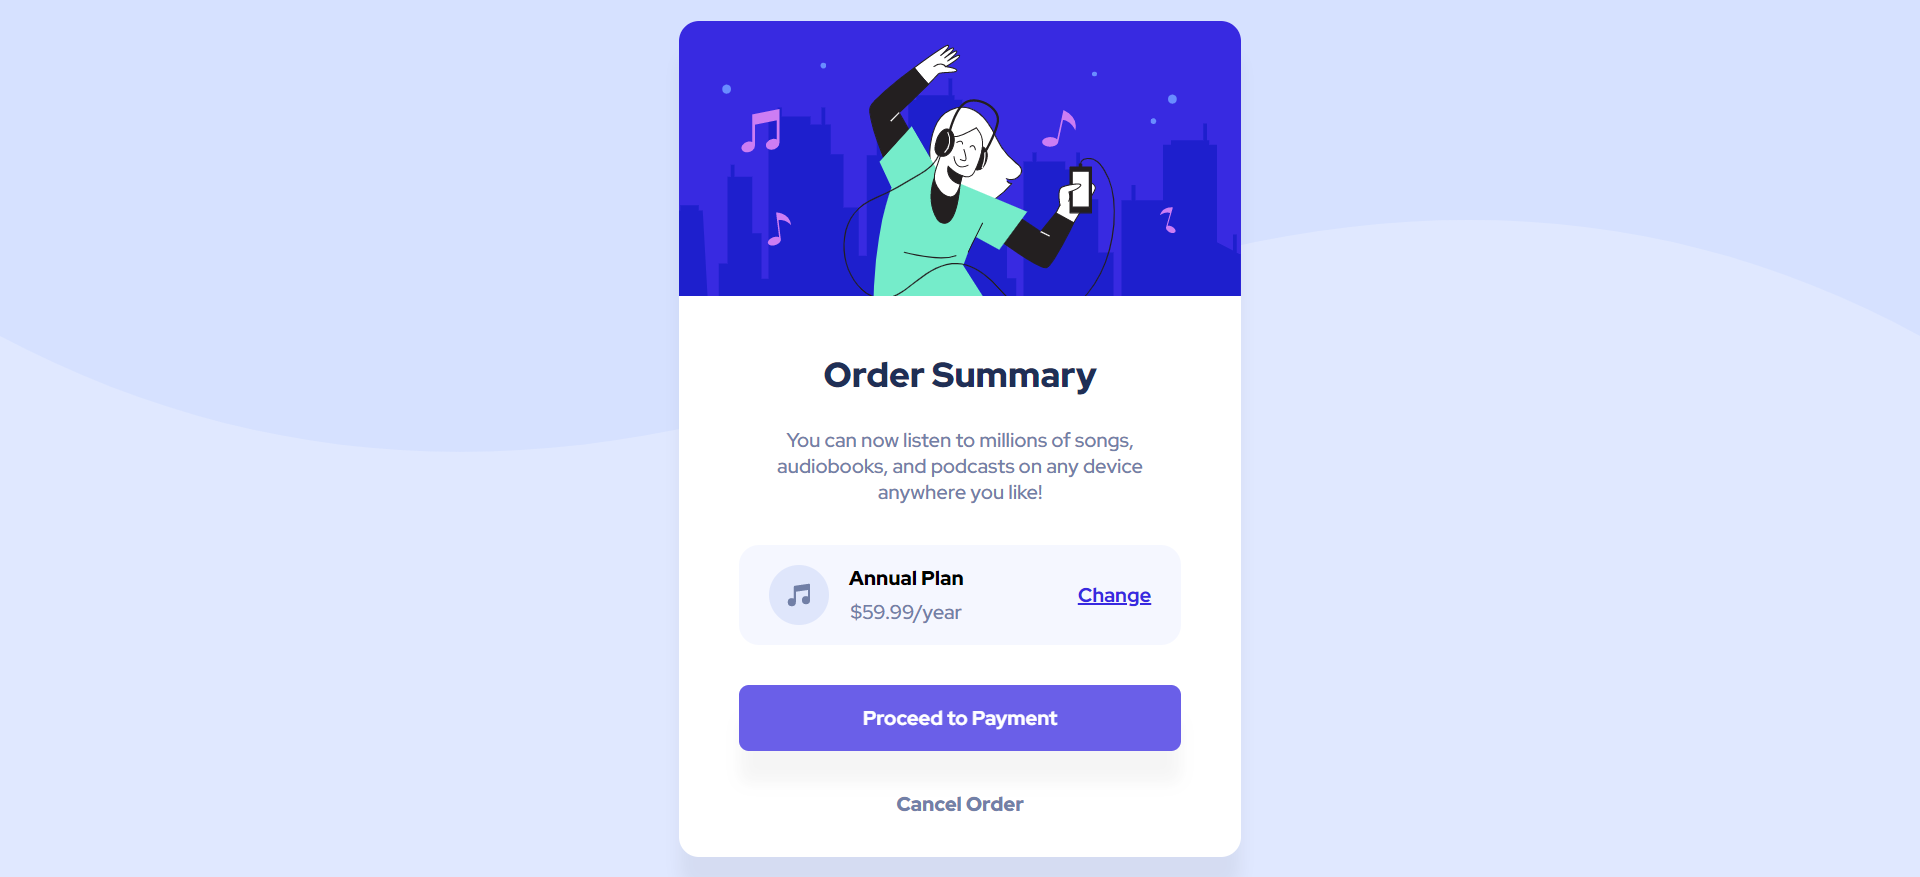 Order Summary
You can now listen to millions of songs,
audiobooks, and podcasts on any device
anywhere you like!
Annual Plan
$59.99/year
Change
Proceed to Payment
Cancel Order